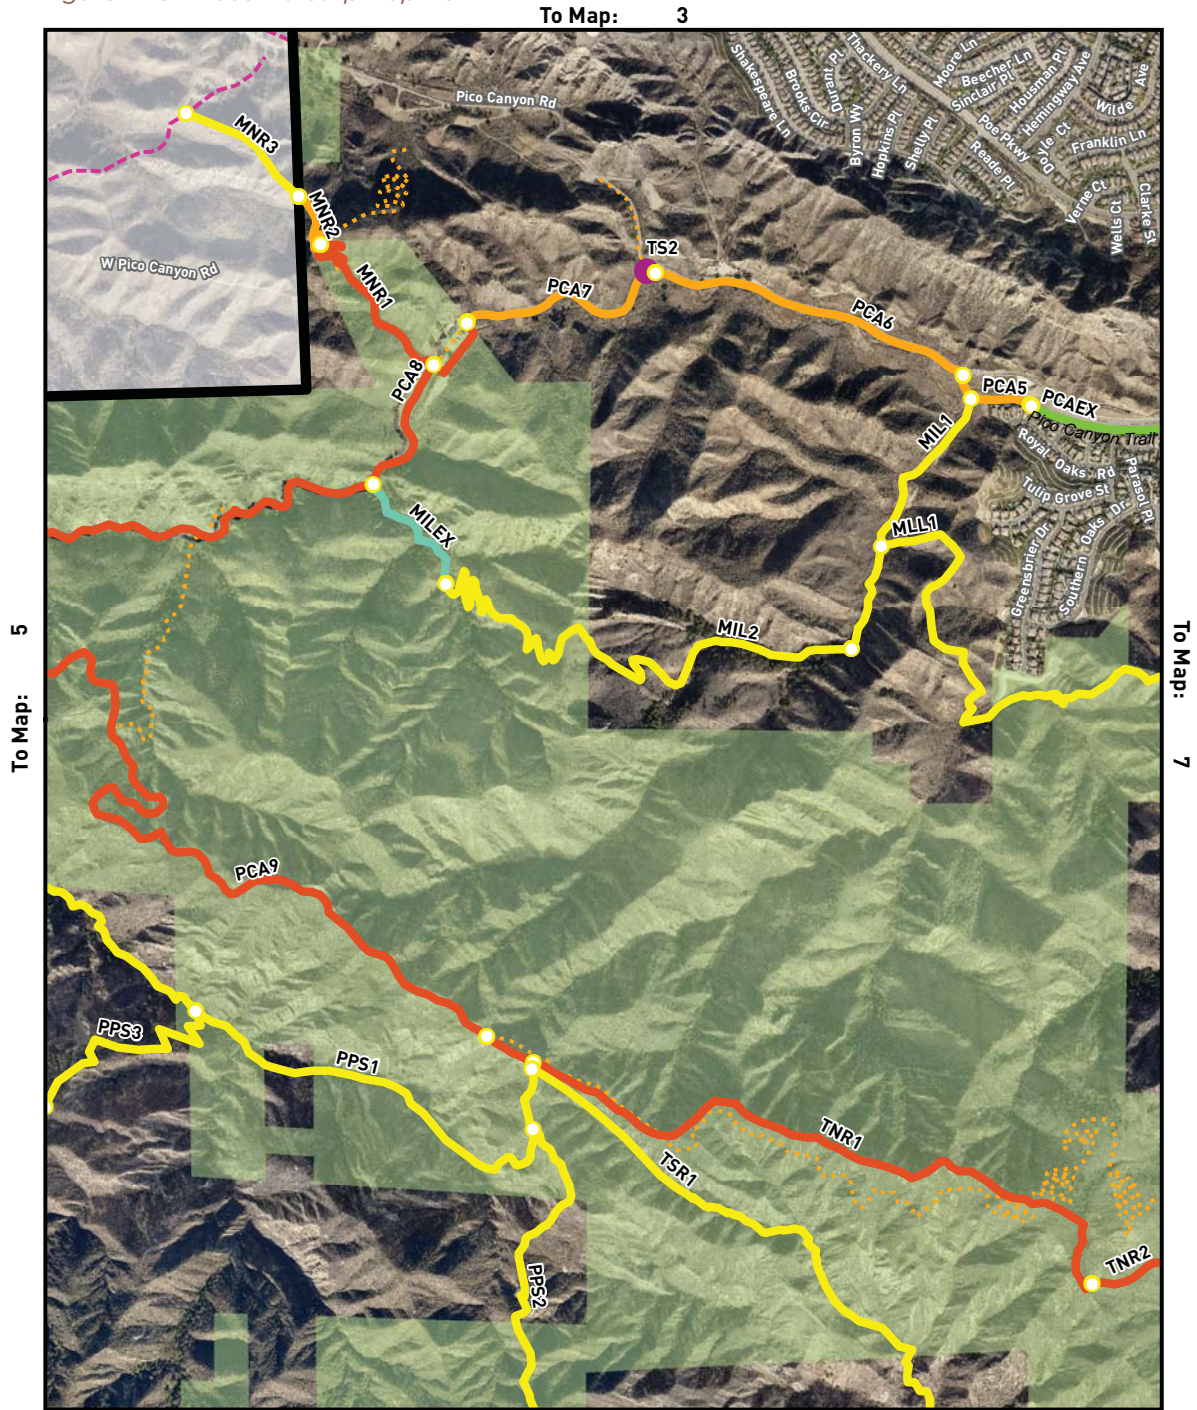 To Map: 3
Shakespeare Ln
Brooks Cir
Durant Pl
Thackery Ln
Moore Ln
Beecher Ln
Sinclair Pl
Housman Pl
Hemingway Ave
Wilde Ave
Pico Canyon Rd
Byron Wy
Hopkins Pl
Shelly Pl
Poe Pkwy
Reade Pl
Doyle Ct
Franklin Ln
Verne Ct
Wells Ct
Clarke St
MNR3
MNR2
W Pico Canyon Rd
MNR1
TS2
PCA7
PCA6
PCA8
PCA5
PCAEX
Pico Canyon Trail
MIL1
Royal Oaks Rd
Tulip Grove St
Parasol Pl
Greensbrier Dr
Southern Oaks Dr
MILEX
MLL1
MIL2
To Map: 5
To Map: 7
PCA9
PPS3
PPS1
TNR1
TSR1
PPS2
TNR2